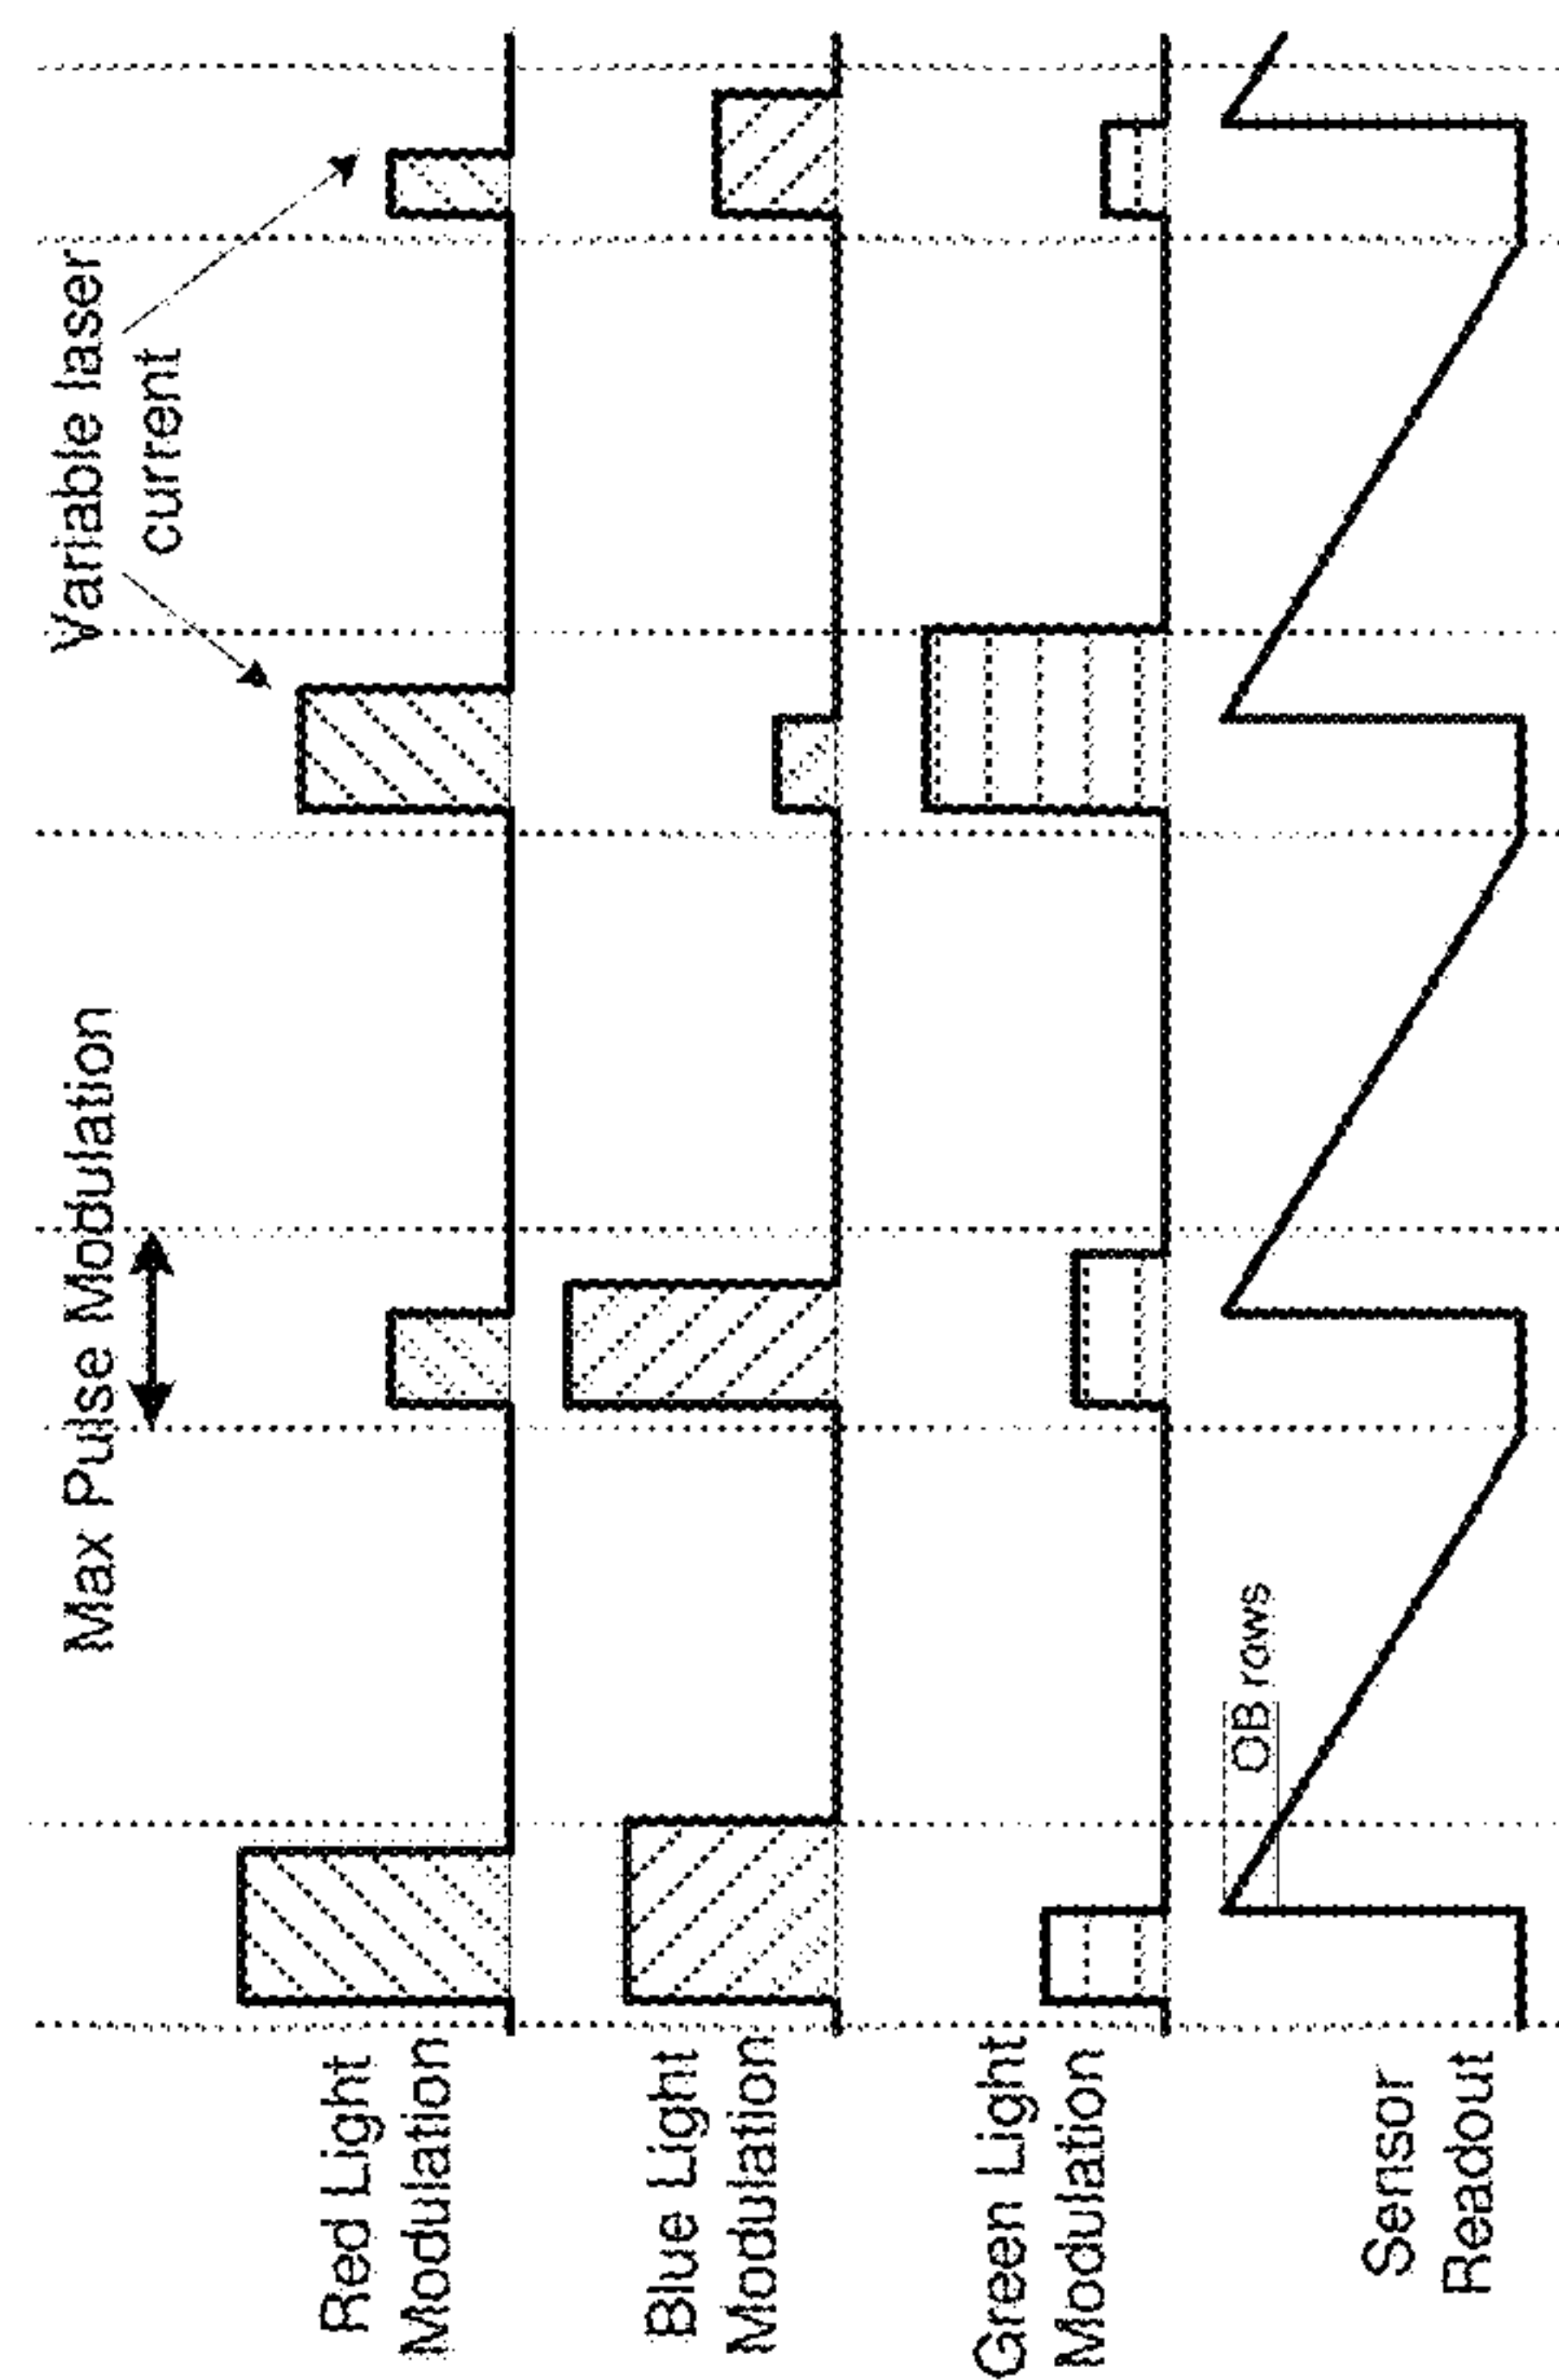 Max Pulse Modulation
Variable laser
current
Red Light
Modulation
Blue Light
Modulation
Green Light
Modulation
OB rows
Sensor
Readout